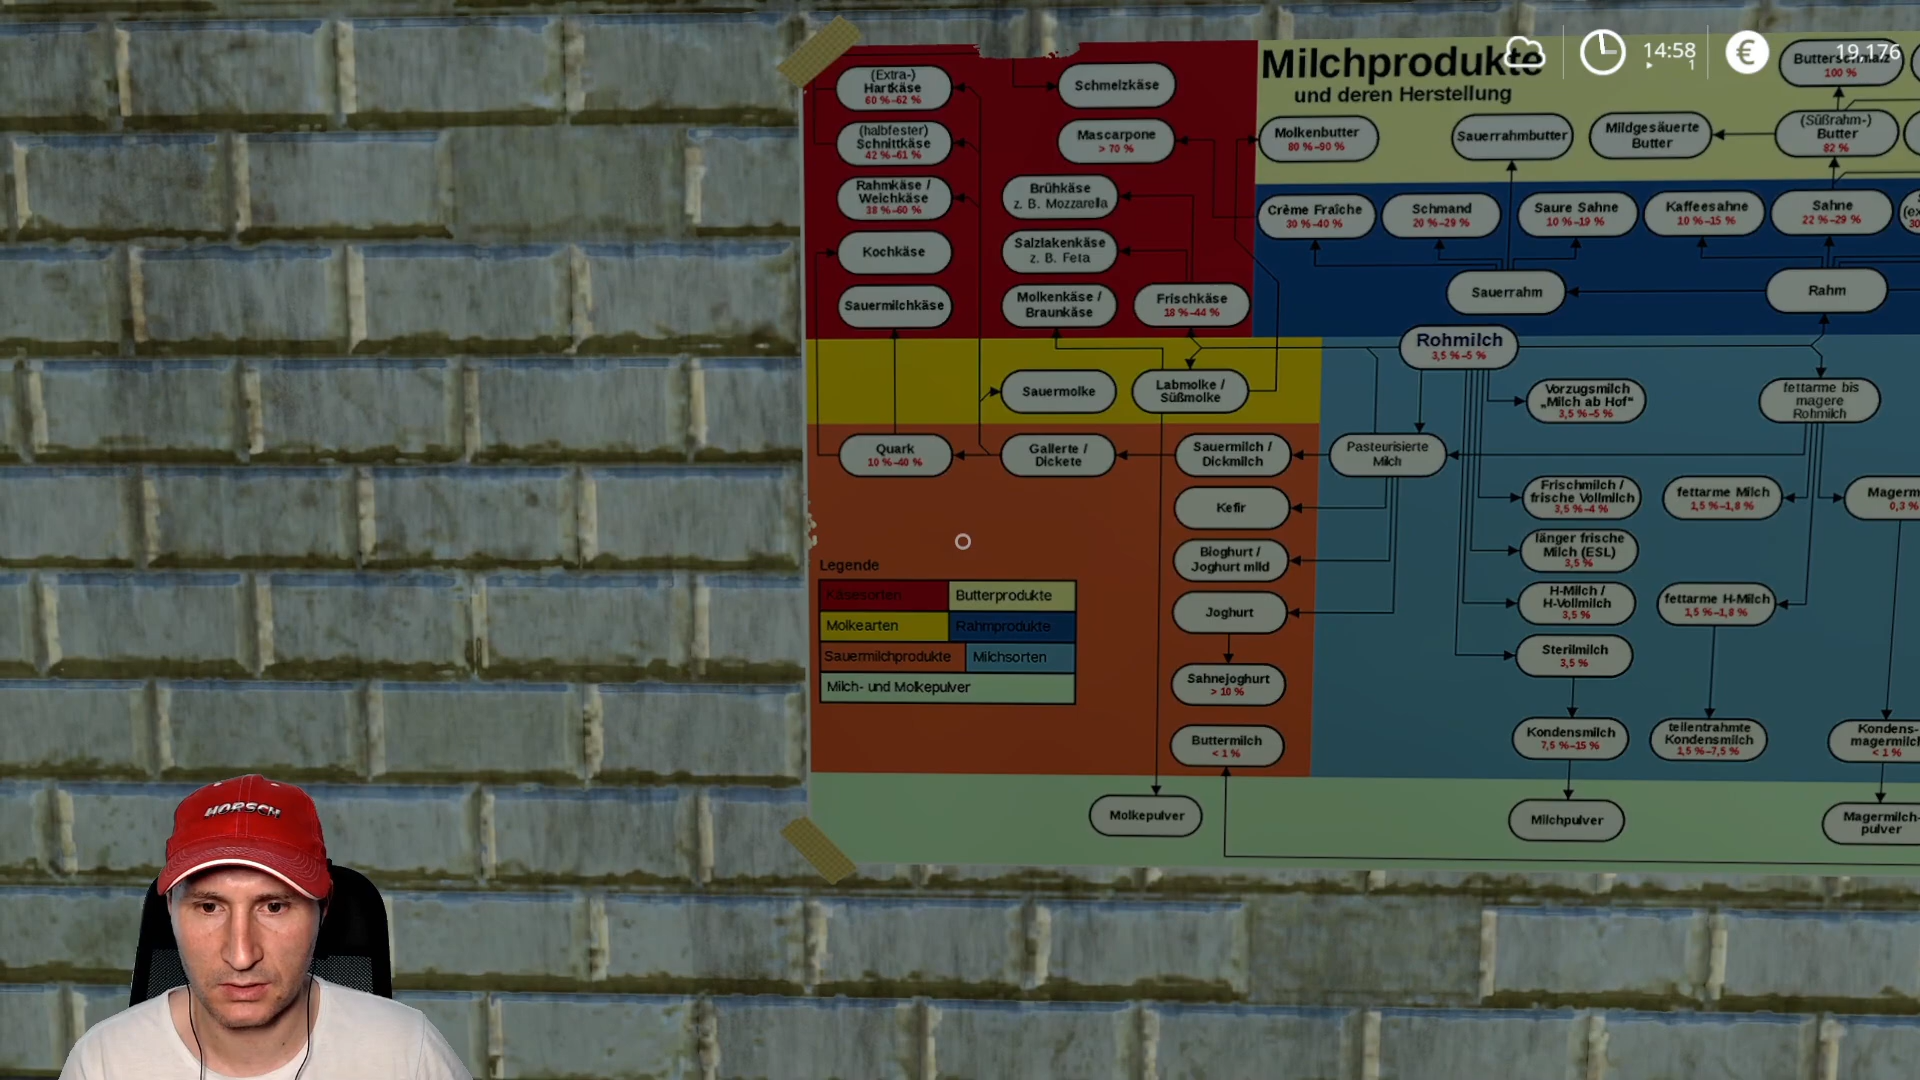 Milchprodukte
und deren Herstellung
14:58
1
€
19.176
(Extra-)
Hartkäse
60 %–62 %
Schmelzkäse
100 %
(halbfester)
Schnittkäse
42 %–61 %
Mascarpone
> 70 %
Molkenbutter
80 %–90 %
Sauerrahmbutter
Mildgesäuerte
Butter
(Süßrahm-)
Butter
82 %
Rahmkäse /
Weichkäse
38 %–60 %
Brühkäse
z. B. Mozzarella
Crème Fraîche
30 %–40 %
Schmand
20 %–29 %
Saure Sahne
10 %–19 %
Kaffeesahne
10 %–15 %
Sahne
22 %–29 %
Kochkäse
Salzlakenkäse
z. B. Feta
Sauermilchkäse
Molkenkäse /
Braunkäse
Frischkäse
18 %–44 %
Sauerrahm
Rahm
Rohmilch
3,5 %–5 %
Sauermolke
Labmolke /
Süßmolke
Vorzugsmilch
„Milch ab Hof“
3,5 %–5 %
fettarme bis
magere
Rohmilch
Quark
10 %–40 %
Gallerte /
Dickete
Sauermilch /
Dickmilch
Pasteurisierte
Milch
Kefir
Frischmilch /
frische Vollmilch
3,5 %–4 %
fettarme Milch
1,5 %–1,8 %
Magerm
0,3 %
Bioghurt /
Joghurt mild
länger frische
Milch (ESL)
3,5 %
Joghurt
H-Milch /
H-Vollmilch
3,5 %
fettarme H-Milch
1,5 %–1,8 %
Legende
Käsesorten
Butterprodukte
Molkearten
Rahmprodukte
Sauermilchprodukte
Milchsorten
Milch- und Molkepulver
Sterilmilch
3,5 %
Sahnejoghurt
> 10 %
Buttermilch
< 1 %
Kondensmilch
7,5 %–15 %
teilentrahmte
Kondensmilch
1,5 %–7,5 %
Kondens-
magermilch
< 1 %
Molkepulver
Milchpulver
Magermilch-
pulver
HORSCH